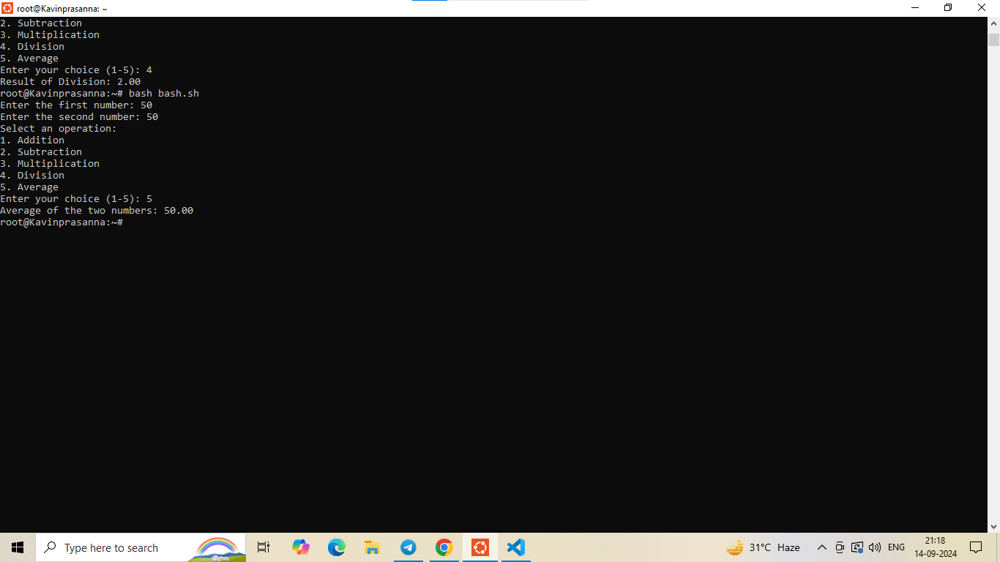 root@Kavinprasanna: ~
2. Subtraction
3. Multiplication
4. Division
5. Average
Enter your choice (1-5): 4
Result of Division: 2.00
root@Kavinprasanna:~# bash bash.sh
Enter the first number: 50
Enter the second number: 50
Select an operation:
1. Addition
2. Subtraction
3. Multiplication
4. Division
5. Average
Enter your choice (1-5): 5
Average of the two numbers: 50.00
root@Kavinprasanna:~#
Type here to search
31°C Haze
ENG
21:18
14-09-2024